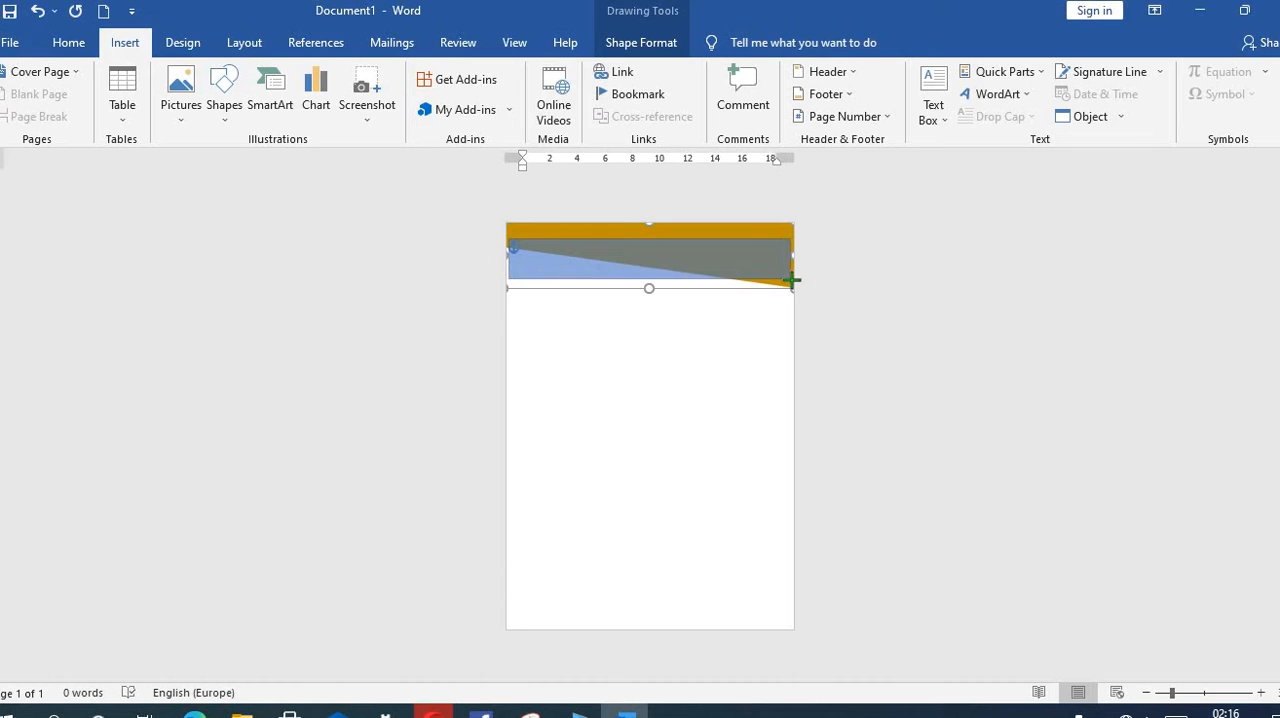 Document1 - Word
Drawing Tools
Sign in
File
Home
Insert
Design
Layout
References
Mailings
Review
View
Help
Shape Format
Tell me what you want to do
Sha
Cover Page
Blank Page
Page Break
Pages
Table
Tables
Pictures
Shapes
SmartArt
Chart
Screenshot
Illustrations
Get Add-ins
My Add-ins
Add-ins
Online
Videos
Media
Link
Bookmark
Cross-reference
Links
Comment
Comments
Header
Footer
Page Number
Header & Footer
Text
Box
Quick Parts
WordArt
Drop Cap
Signature Line
Date & Time
Object
Text
Equation
Symbol
Symbols
2 4 6 8 10 12 14 16 18
ge 1 of 1
0 words
English (Europe)
02:16